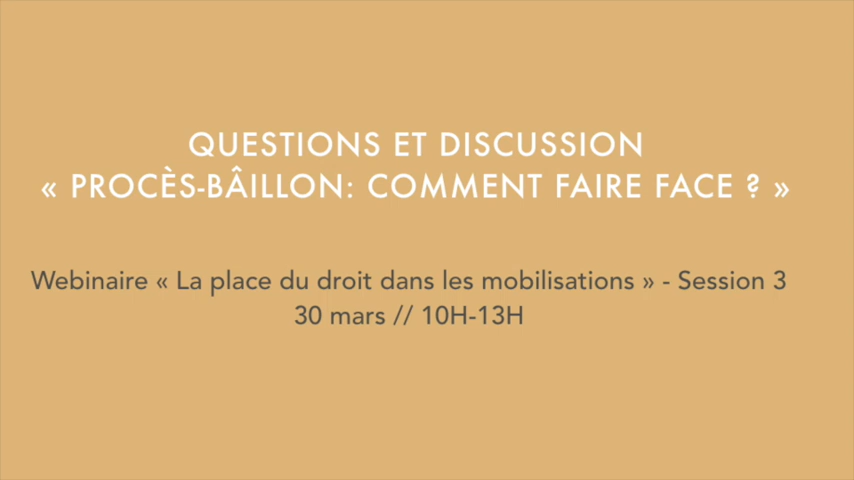 QUESTIONS ET DISCUSSION
« PROCÈS-BÂILLON: COMMENT FAIRE FACE ? »
Webinaire « La place du droit dans les mobilisations » - Session 3
30 mars // 10H-13H